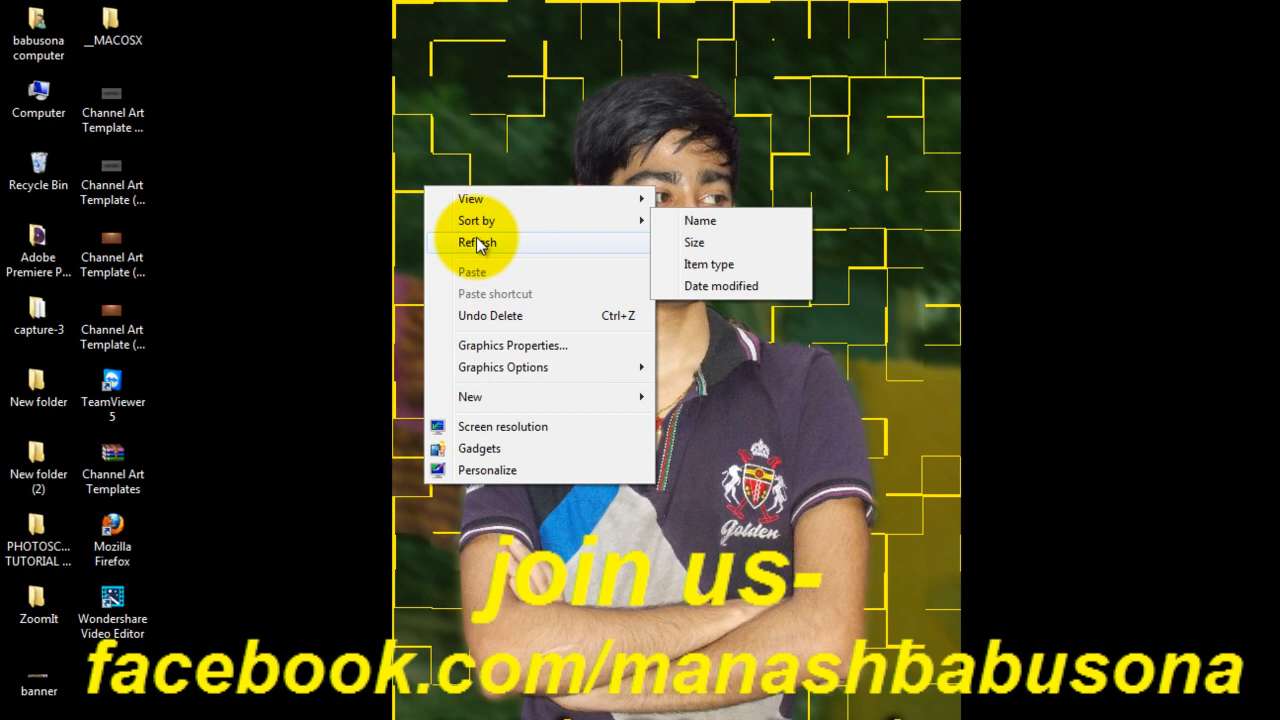 babusona
computer
__MACOSX
Computer
Channel Art
Template ...
Recycle Bin
Channel Art
Template (...
Adobe
Premiere P...
Channel Art
Template (...
capture-3
Channel Art
Template (...
New folder
TeamViewer
5
New folder
(2)
Channel Art
Templates
PHOTOSC...
TUTORIAL ...
Mozilla
Firefox
ZoomIt
Wondershare
Video Editor
banner
View
Sort by
Refresh
Paste
Paste shortcut
Undo Delete Ctrl+Z
Graphics Properties...
Graphics Options
New
Screen resolution
Gadgets
Personalize
Name
Size
Item type
Date modified
Golden
join us-
facebook.com/manashbabusona